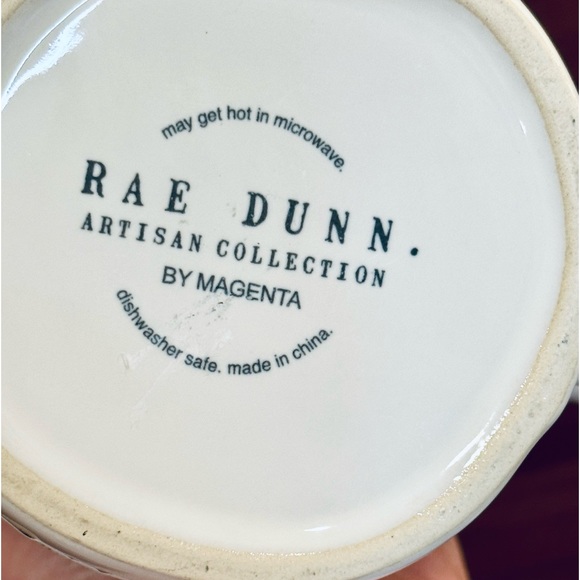 may get hot in microwave.
RAE DUNN.
ARTISAN COLLECTION
BY MAGENTA
dishwasher safe. made in china.